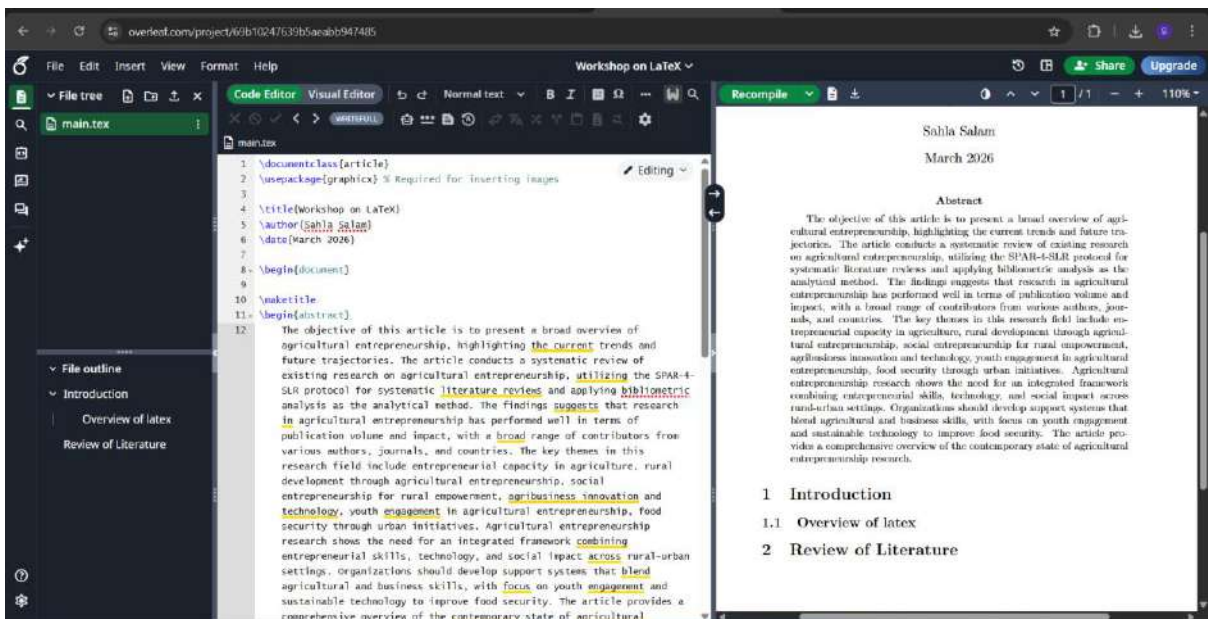 overleaf.com/project/69b10247639b5aeabb947485
File Edit Insert View Format Help
Workshop on LaTeX
Share
Upgrade
File tree
main.tex
Code Editor Visual Editor
Normal text
B I Ω
Recompile
1 / 1
110%
WRITEFULL
main.tex
Editing
1 \documentclass{article}
2 \usepackage{graphicx} % Required for inserting images
3
4 \title{Workshop on LaTeX}
5 \author{Sahla Salam}
6 \date{March 2026}
7
8 \begin{document}
9
10 \maketitle
11 \begin{abstract}
12 The objective of this article is to present a broad overview of
agricultural entrepreneurship, highlighting the current trends and
future trajectories. The article conducts a systematic review of
existing research on agricultural entrepreneurship, utilizing the SPAR-4-
SLR protocol for systematic literature reviews and applying bibliometric
analysis as the analytical method. The findings suggests that research
in agricultural entrepreneurship has performed well in terms of
publication volume and impact, with a broad range of contributors from
various authors, journals, and countries. The key themes in this
research field include entrepreneurial capacity in agriculture, rural
development through agricultural entrepreneurship, social
entrepreneurship for rural empowerment, agribusiness innovation and
technology, youth engagement in agricultural entrepreneurship, food
security through urban initiatives. Agricultural entrepreneurship
research shows the need for an integrated framework combining
entrepreneurial skills, technology, and social impact across rural-urban
settings. Organizations should develop support systems that blend
agricultural and business skills, with focus on youth engagement and
sustainable technology to improve food security. The article provides a
comprehensive overview of the contemporary state of agricultural
File outline
Introduction
Overview of latex
Review of Literature
Sahla Salam
March 2026
Abstract
The objective of this article is to present a broad overview of agri-
cultural entrepreneurship, highlighting the current trends and future tra-
jectories. The article conducts a systematic review of existing research
on agricultural entrepreneurship, utilizing the SPAR-4-SLR protocol for
systematic literature reviews and applying bibliometric analysis as the
analytical method. The findings suggests that research in agricultural
entrepreneurship has performed well in terms of publication volume and
impact, with a broad range of contributors from various authors, jour-
nals, and countries. The key themes in this research field include en-
trepreneurial capacity in agriculture, rural development through agricul-
tural entrepreneurship, social entrepreneurship for rural empowerment,
agribusiness innovation and technology, youth engagement in agricultural
entrepreneurship, food security through urban initiatives. Agricultural
entrepreneurship research shows the need for an integrated framework
combining entrepreneurial skills, technology, and social impact across
rural-urban settings. Organizations should develop support systems that
blend agricultural and business skills, with focus on youth engagement
and sustainable technology to improve food security. The article pro-
vides a comprehensive overview of the contemporary state of agricultural
entrepreneurship research.
1 Introduction
1.1 Overview of latex
2 Review of Literature